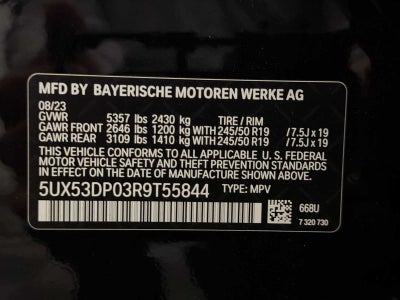 MFD BY BAYERISCHE MOTOREN WERKE AG
08/23
GVWR 5357 lbs 2430 kg TIRE / RIM
GAWR FRONT 2646 lbs 1200 kg WITH 245/50 R19 / 7.5J x 19
GAWR REAR 3109 lbs 1410 kg WITH 245/50 R19 / 7.5J x 19
THIS VEHICLE CONFORMS TO ALL APPLICABLE U.S. FEDERAL
MOTOR VEHICLE SAFETY AND THEFT PREVENTION STANDARDS
IN EFFECT ON THE DATE OF MANUFACTURE SHOWN ABOVE.
5UX53DP03R9T55844 TYPE: MPV
668U
7 320 730